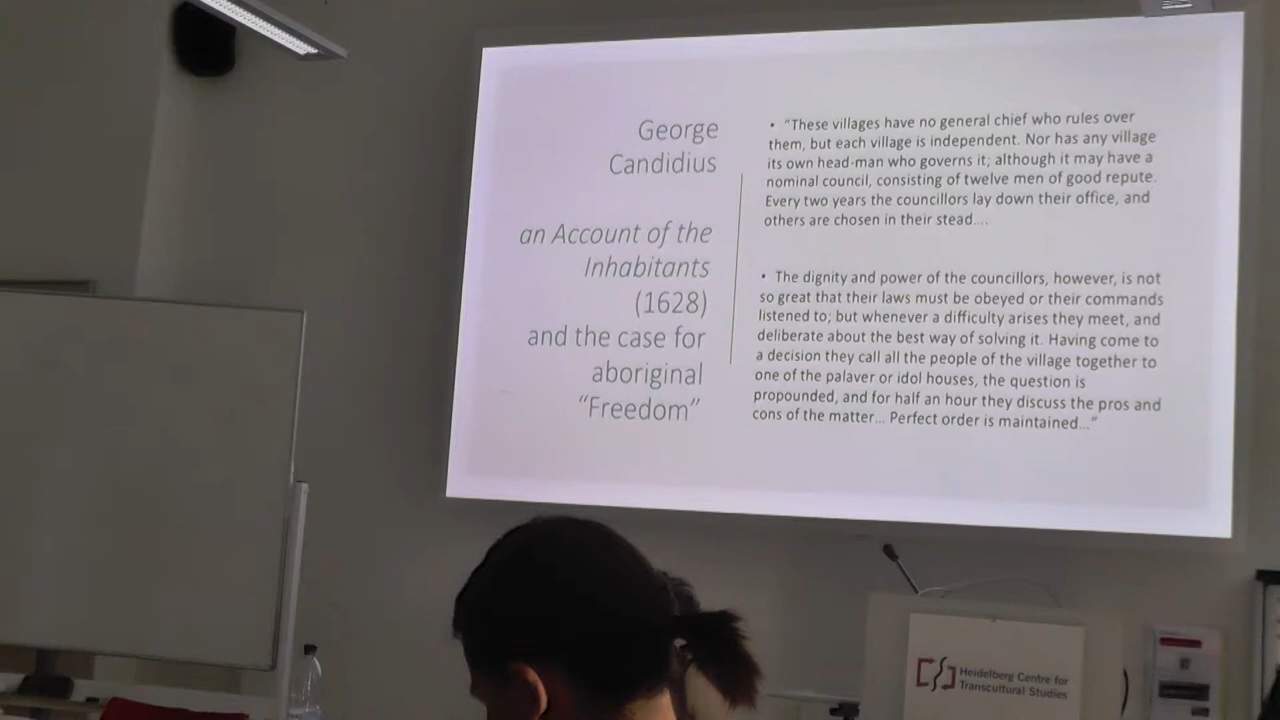 George
Candidius
an Account of the
Inhabitants
(1628)
and the case for
aboriginal
“Freedom”
• “These villages have no general chief who rules over
them, but each village is independent. Nor has any village
its own head-man who governs it; although it may have a
nominal council, consisting of twelve men of good repute.
Every two years the councillors lay down their office, and
others are chosen in their stead....
• The dignity and power of the councillors, however, is not
so great that their laws must be obeyed or their commands
listened to; but whenever a difficulty arises they meet, and
deliberate about the best way of solving it. Having come to
a decision they call all the people of the village together to
one of the palaver or idol houses, the question is
propounded, and for half an hour they discuss the pros and
cons of the matter... Perfect order is maintained...”
Heidelberg Centre for
Transcultural Studies